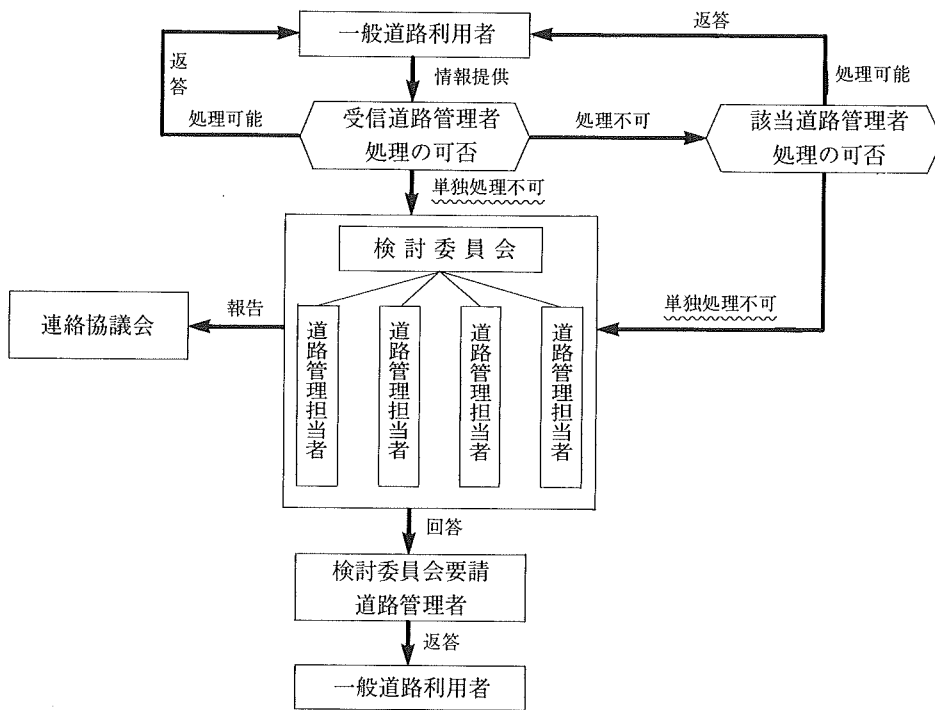 一般道路利用者
返答
返答
情報提供
処理可能
処理可能
受信道路管理者
処理の可否
処理不可
該当道路管理者
処理の可否
単独処理不可
検討委員会
単独処理不可
報告
連絡協議会
道路管理担当者
道路管理担当者
道路管理担当者
道路管理担当者
回答
検討委員会要請
道路管理者
返答
一般道路利用者